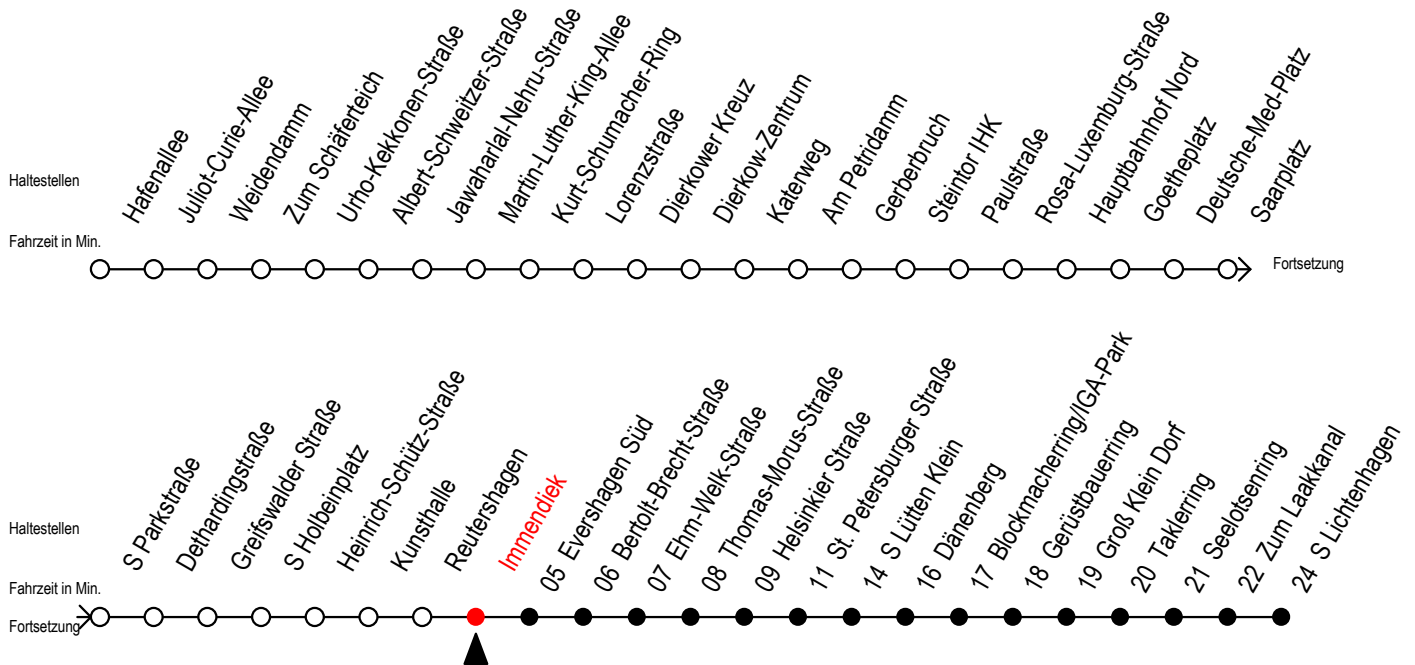 Haltestellen
Hafenallee
Juliot-Curie-Allee
Weidendamm
Zum Schäferteich
Urho-Kekkonen-Straße
Albert-Schweitzer-Straße
Jawaharlal-Nehru-Straße
Martin-Luther-King-Allee
Kurt-Schumacher-Ring
Lorenzstraße
Dierkower Kreuz
Dierkow-Zentrum
Katerweg
Am Petridamm
Gerberbruch
Steintor IHK
Paulstraße
Rosa-Luxemburg-Straße
Hauptbahnhof Nord
Goetheplatz
Deutsche-Med-Platz
Saarplatz
Fahrzeit in Min.
Fortsetzung
Haltestellen
S Parkstraße
Dethardingstraße
Greifswalder Straße
S Holbeinplatz
Heinrich-Schütz-Straße
Kunsthalle
Reutershagen
Immendiek
05 Evershagen Süd
06 Bertolt-Brecht-Straße
07 Ehm-Welk-Straße
08 Thomas-Morus-Straße
09 Helsinkier Straße
11 St. Petersburger Straße
14 S Lütten Klein
16 Dänenberg
17 Blockmacherring/IGA-Park
18 Gerüstbauerring
19 Groß Klein Dorf
20 Taklerring
21 Seelotsenring
22 Zum Laakkanal
24 S Lichtenhagen
Fahrzeit in Min.
Fortsetzung